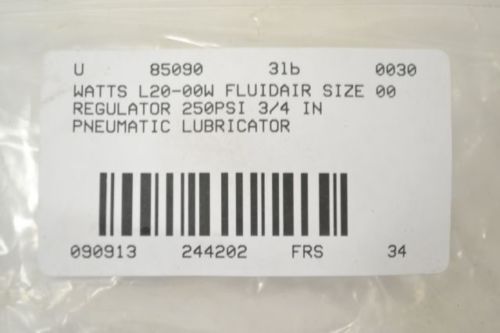 U 85090 31b 0030
WATTS L20-00W FLUIDAIR SIZE 00
REGULATOR 250PSI 3/4 IN
PNEUMATIC LUBRICATOR
090913 244202 FRS 34